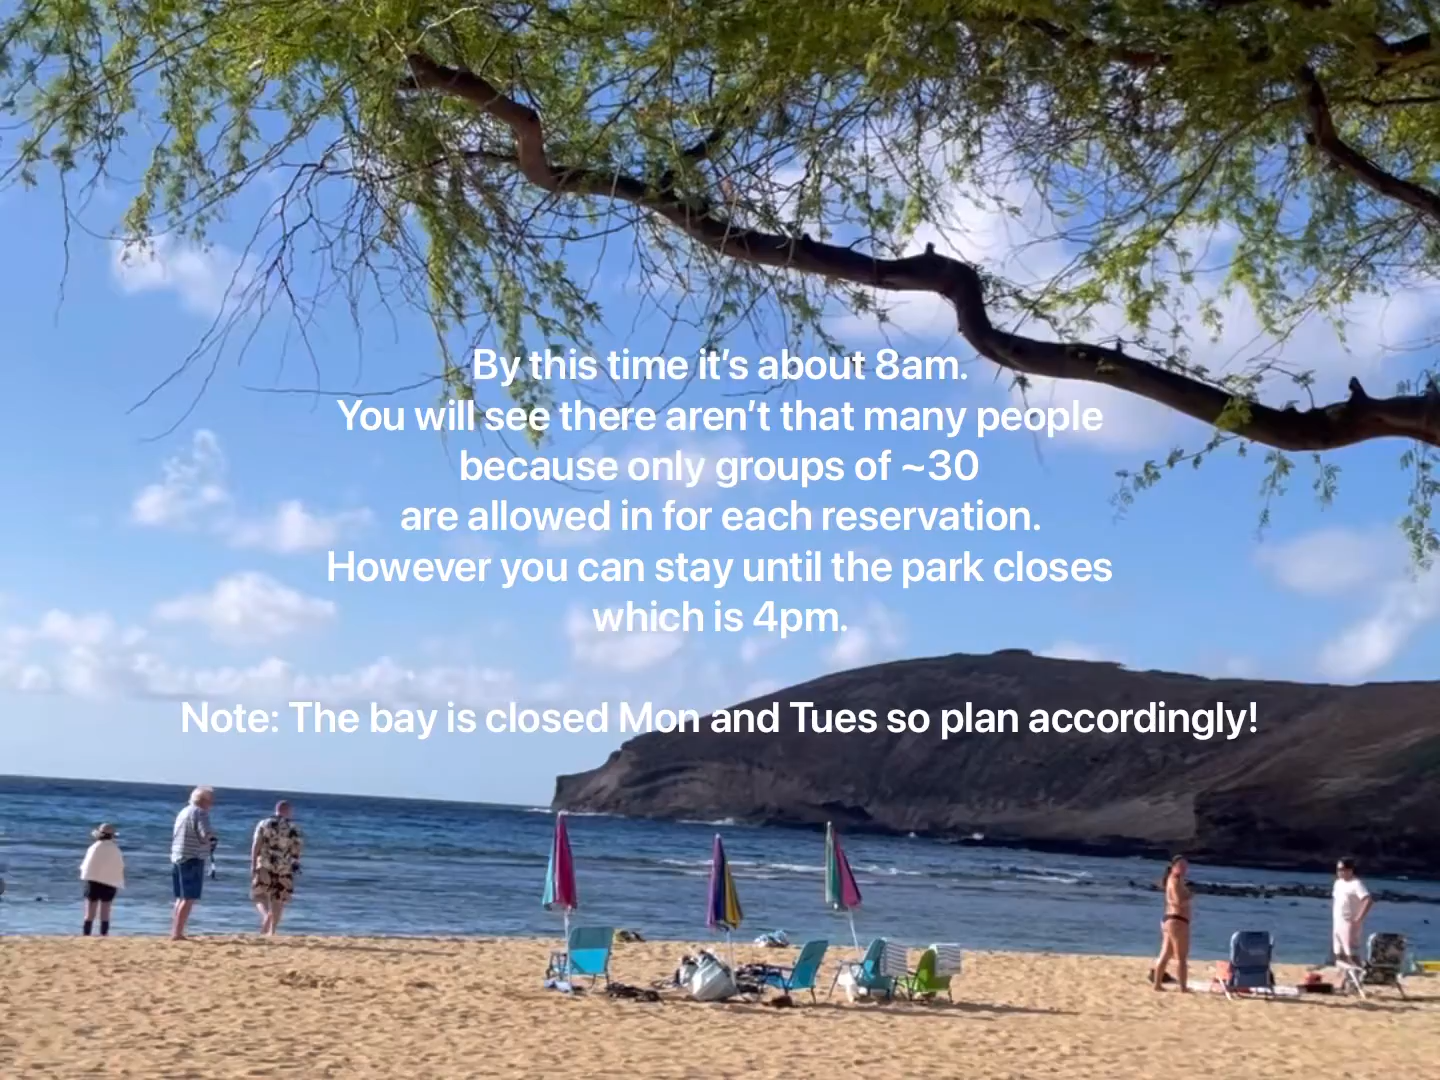 By this time it’s about 8am.
You will see there aren’t that many people
because only groups of ~30
are allowed in for each reservation.
However you can stay until the park closes
which is 4pm.
Note: The bay is closed Mon and Tues so plan accordingly!